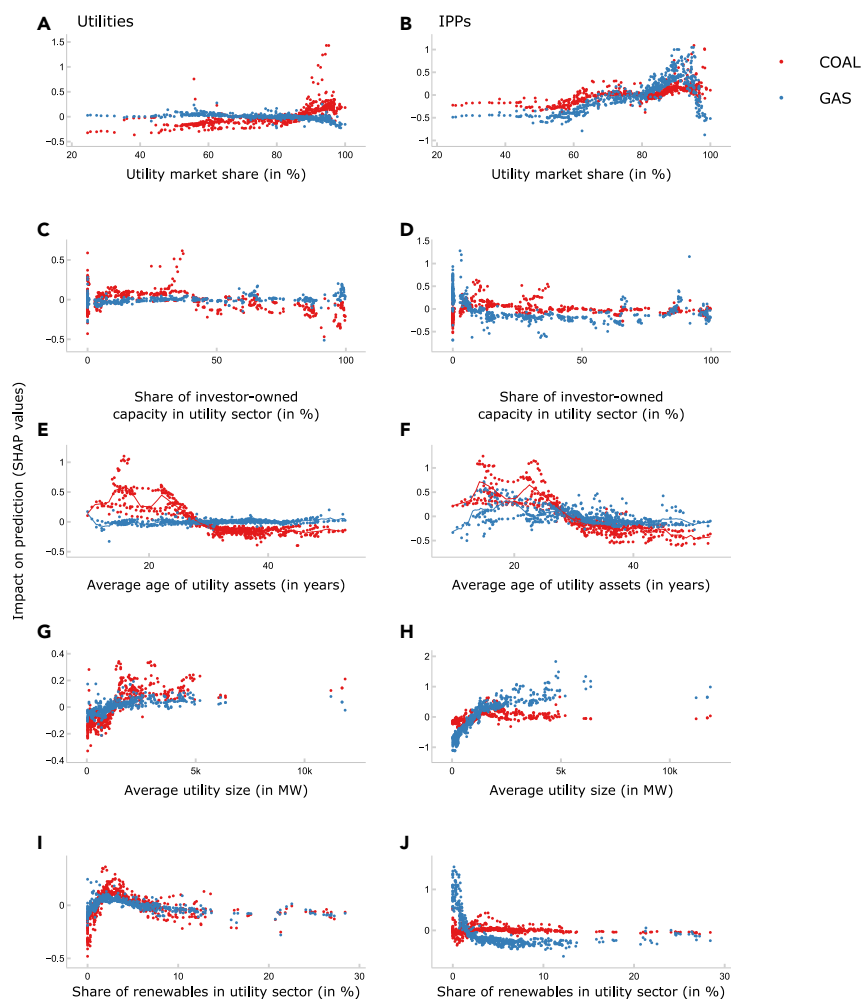 A Utilities
B IPPs
COAL
GAS
1.5
1
0.5
0
−0.5
20 40 60 80 100
Utility market share (in %)
1
0.5
0
−0.5
−1
20 40 60 80 100
Utility market share (in %)
C
0.5
0
−0.5
0 50 100
Share of investor-owned
capacity in utility sector (in %)
D
1.5
1
0.5
0
−0.5
0 50 100
Share of investor-owned
capacity in utility sector (in %)
Impact on prediction (SHAP values)
E
1
0.5
0
−0.5
20 40
Average age of utility assets (in years)
F
1
0.5
0
−0.5
20 40
Average age of utility assets (in years)
G
0.4
0.2
0
−0.2
−0.4
0 5k 10k
Average utility size (in MW)
H
2
1
0
−1
0 5k 10k
Average utility size (in MW)
I
0
−0.5
0 10 20 30
Share of renewables in utility sector (in %)
J
1
0
0 10 20 30
Share of renewables in utility sector (in %)